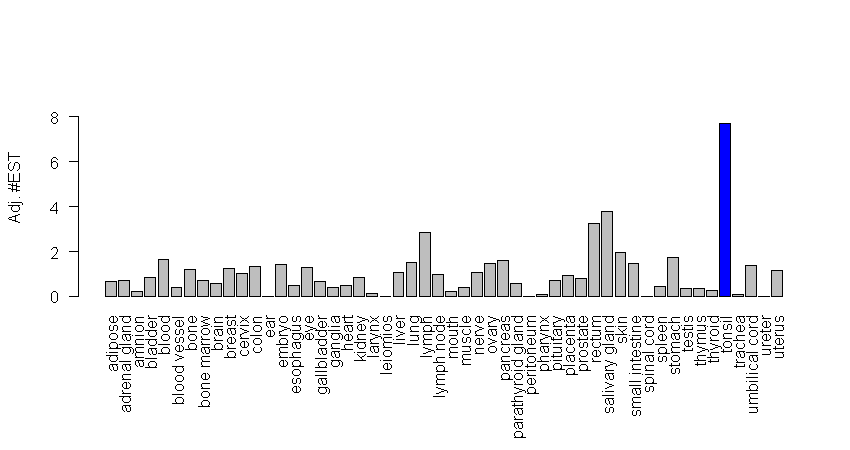 Adj. #EST
8
6
4
2
0
adipose
adrenal gland
amnion
bladder
blood
blood vessel
bone
bone marrow
brain
breast
cervix
colon
ear
embryo
esophagus
eye
gallbladder
ganglia
heart
kidney
larynx
leiomios
liver
lung
lymph
lymph node
mouth
muscle
nerve
ovary
pancreas
parathyroid gland
peritoneum
pharynx
pituitary
placenta
prostate
rectum
salivary gland
skin
small intestine
spinal cord
spleen
stomach
testis
thymus
thyroid
tonsil
trachea
umbilical cord
ureter
uterus